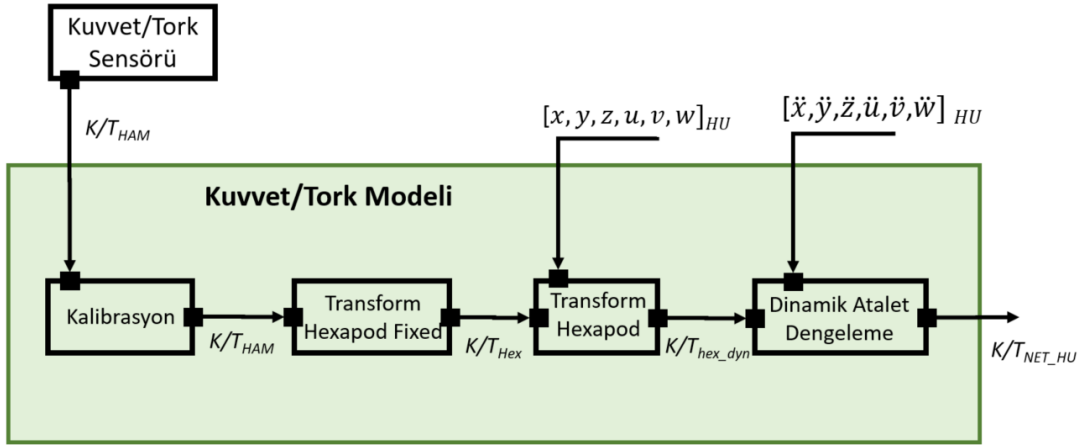 Kuvvet/Tork
Sensörü
K/T_HAM
[x, y, z, u, v, w]_HU
[ẍ,ÿ,z̈,ü,v̈,ẅ] _HU
Kuvvet/Tork Modeli
Kalibrasyon
K/T_HAM
Transform
Hexapod Fixed
K/T_Hex
Transform
Hexapod
K/T_hex_dyn
Dinamik Atalet
Dengeleme
K/T_NET_HU